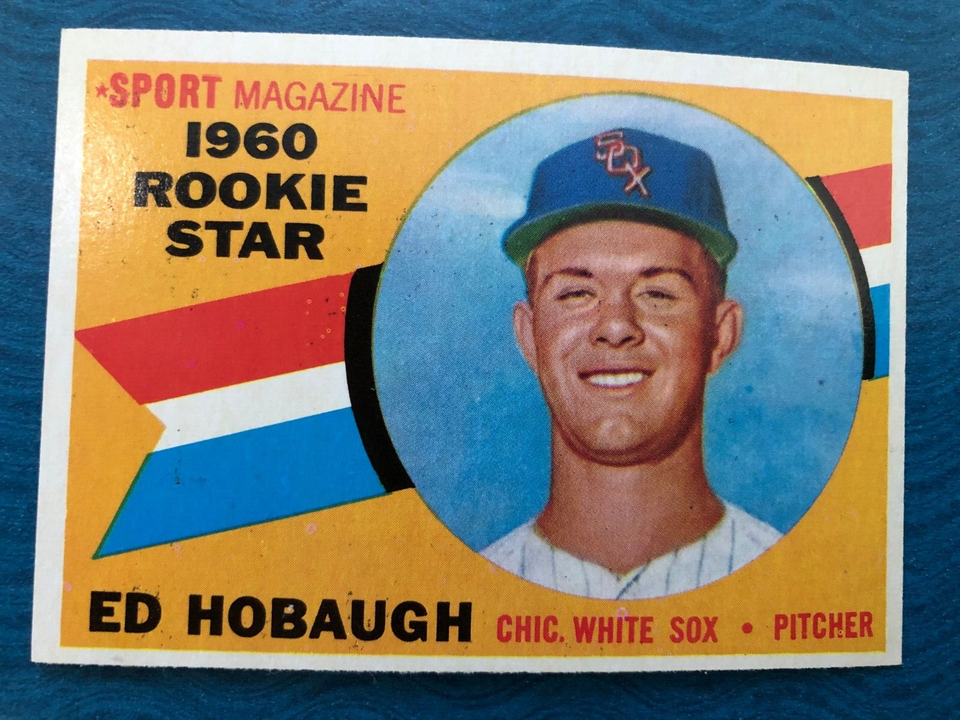 ★SPORT MAGAZINE
1960
ROOKIE
STAR
SOX
ED HOBAUGH CHIC. WHITE SOX • PITCHER